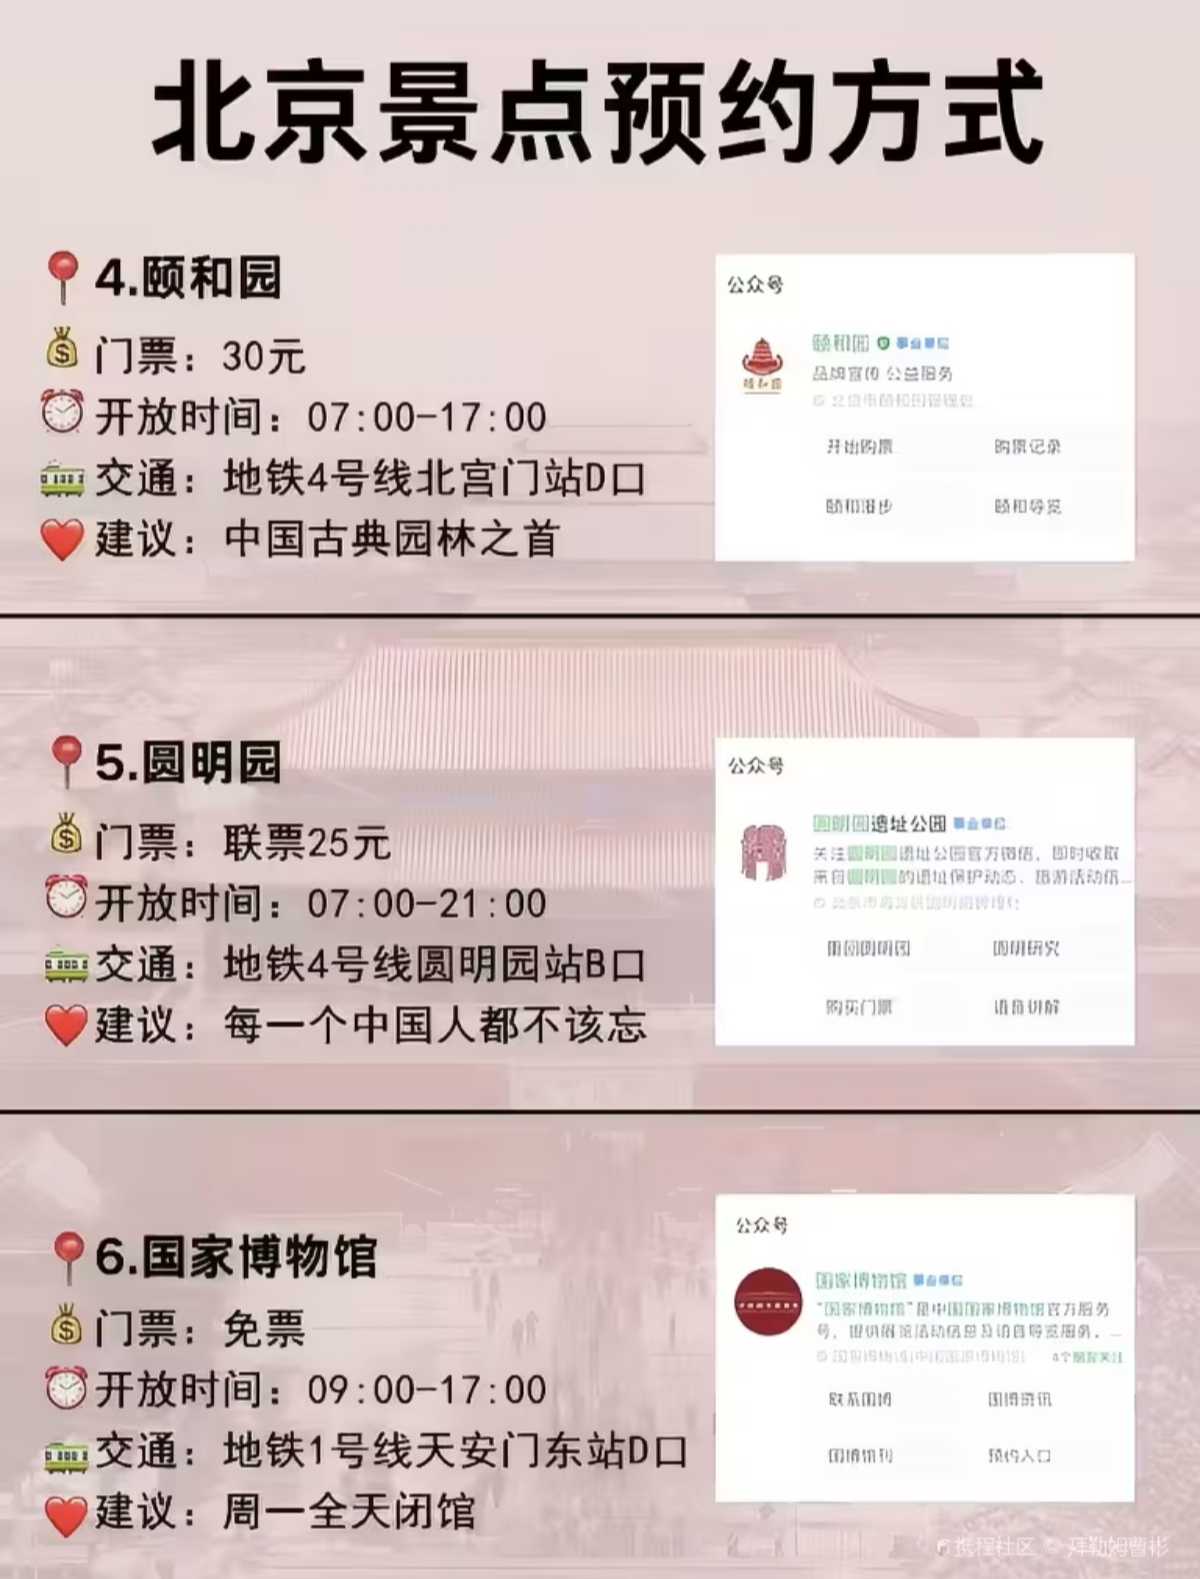 北京景点预约方式
4.颐和园
门票：30元
开放时间：07:00-17:00
交通：地铁4号线北宫门站D口
建议：中国古典园林之首
公众号
颐和园 事业单位
品牌宣传 公益服务
开始购票 购票记录
颐和漫步 颐和导览
5.圆明园
门票：联票25元
开放时间：07:00-21:00
交通：地铁4号线圆明园站B口
建议：每一个中国人都不该忘
公众号
圆明园遗址公园 事业单位
关注圆明园遗址公园官方微信，即时收取
来自圆明园的遗址保护动态、旅游活动信...
圆明研究
购买门票 语音讲解
6.国家博物馆
门票：免票
开放时间：09:00-17:00
交通：地铁1号线天安门东站D口
建议：周一全天闭馆
公众号
国家博物馆 事业单位
“国家博物馆”是中国国家博物馆官方服务
号，提供展览活动信息及语音导览服务。
4个朋友关注
联系国博 国博资讯
预约入口
携程社区 © 拜勒姆曹彬